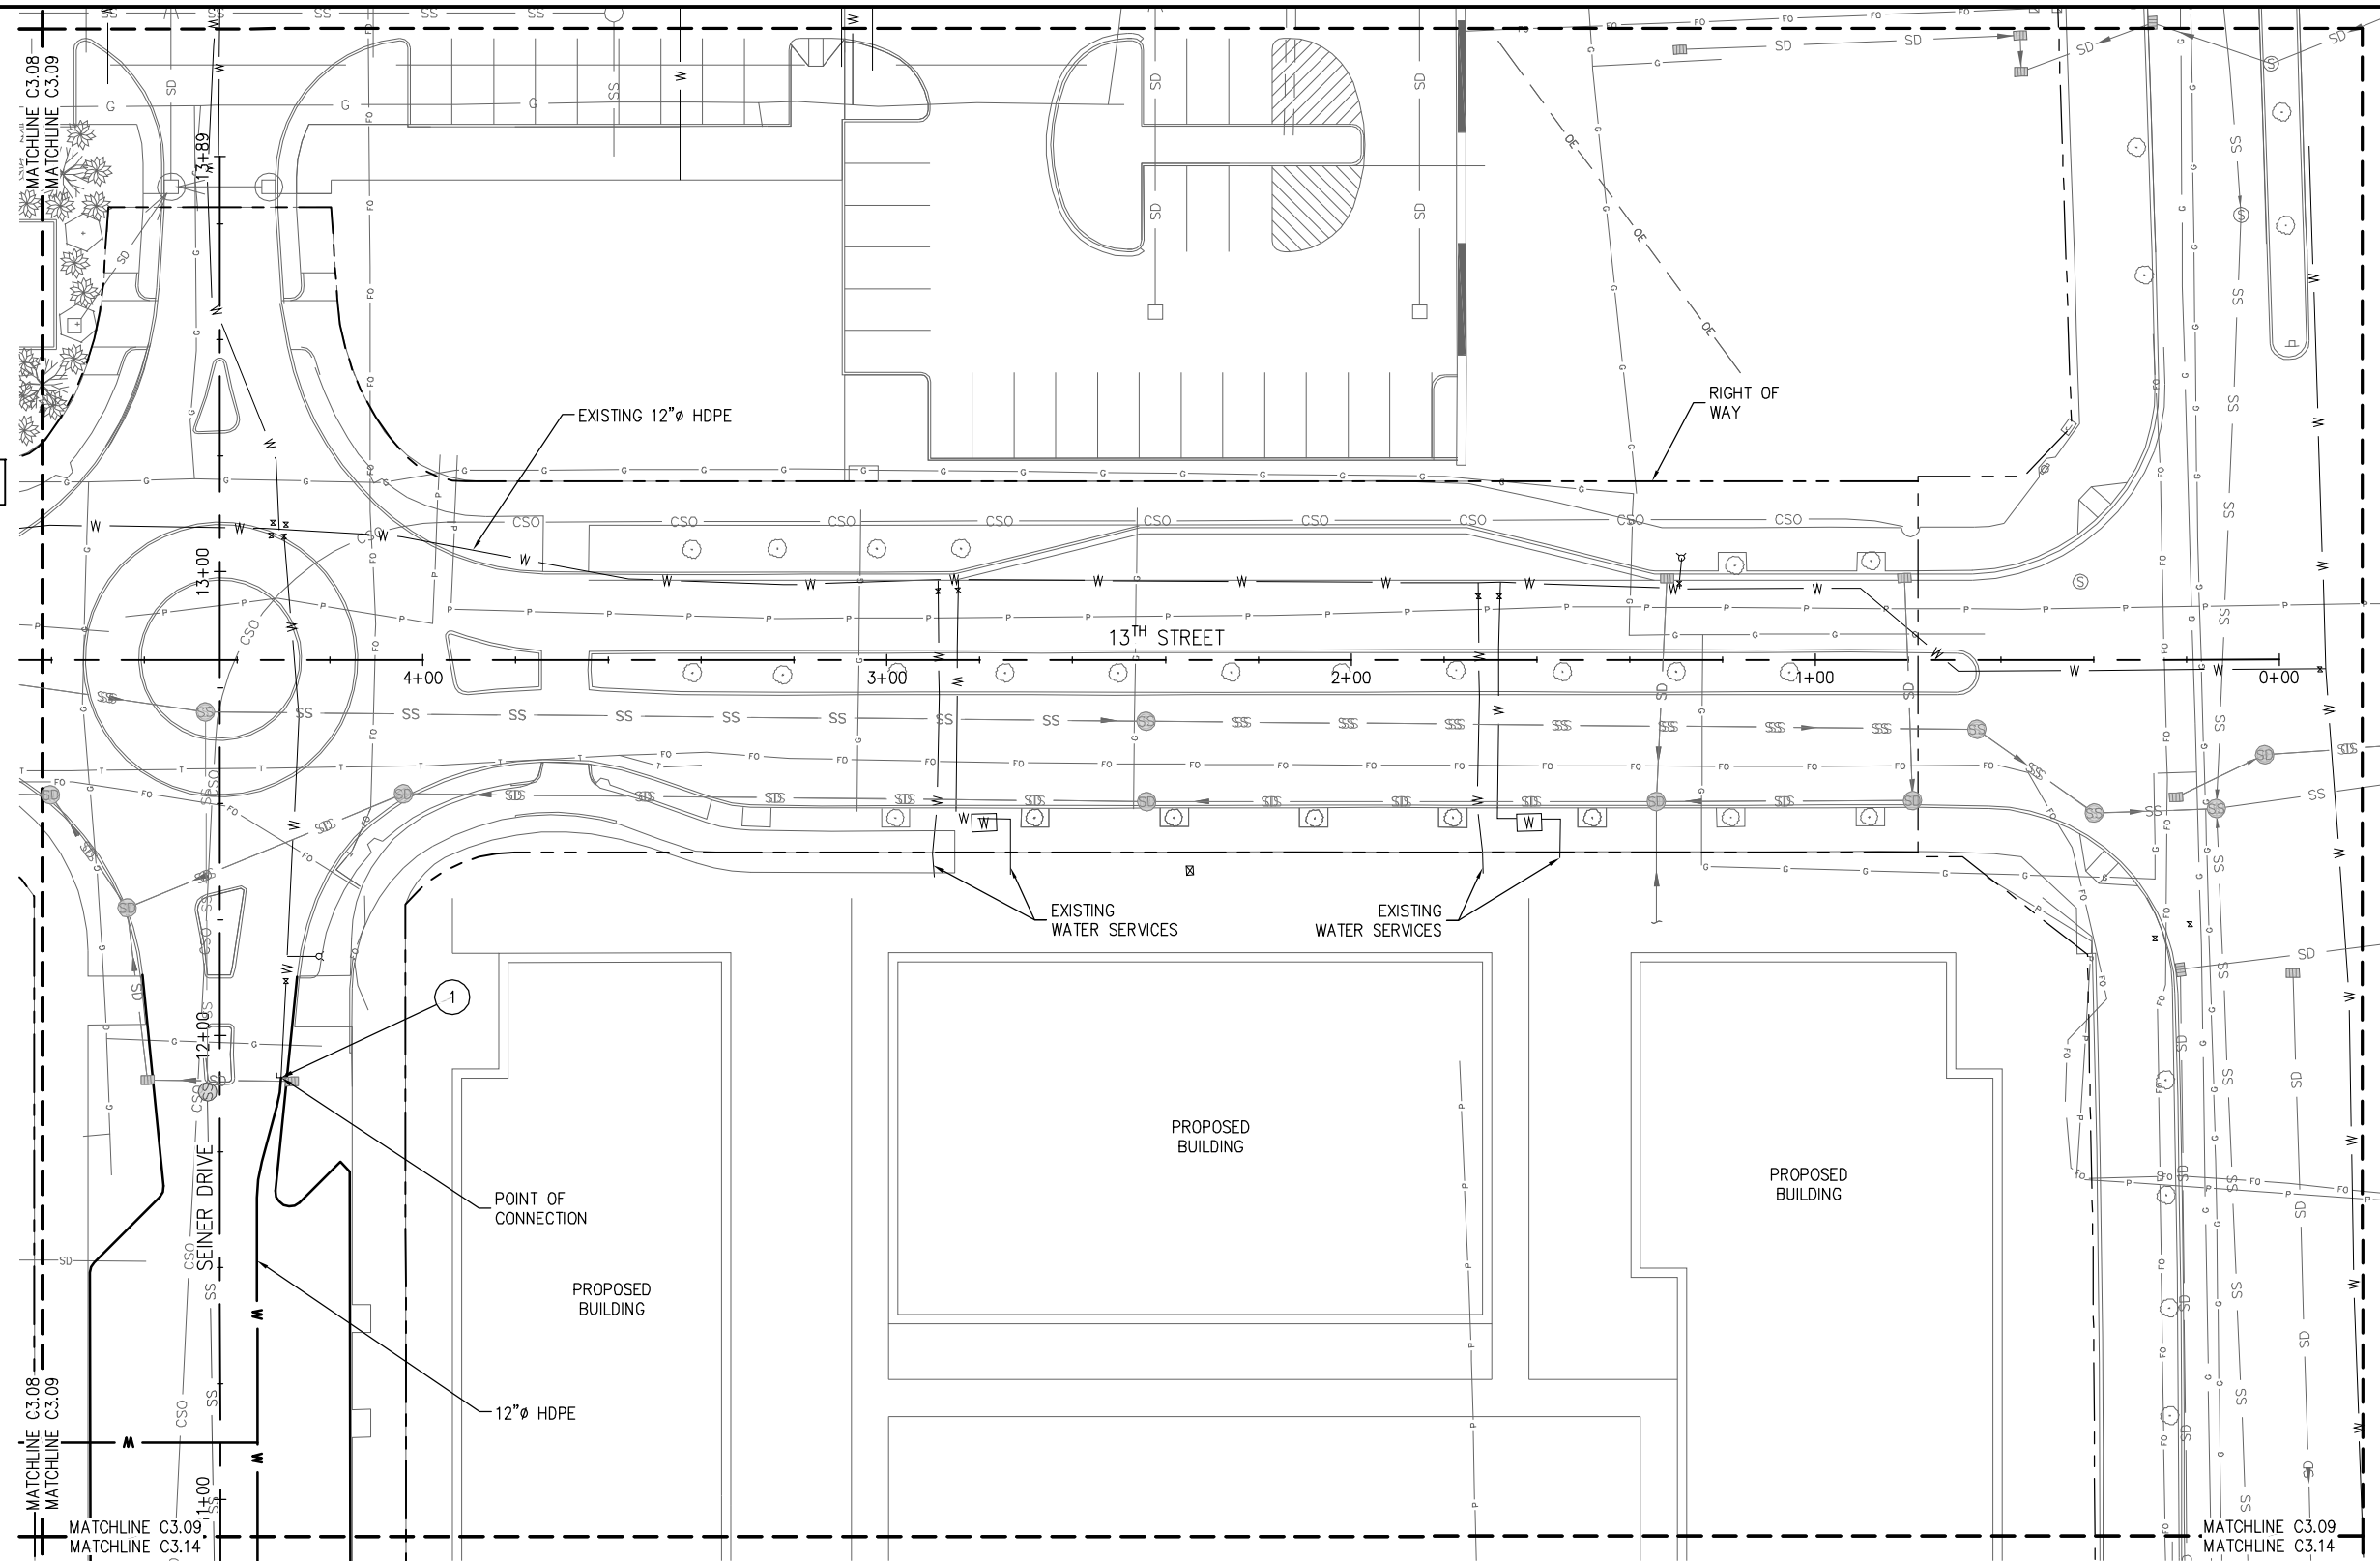 MATCHLINE C3.08
MATCHLINE C3.09
13+89
EXISTING 12"ø HDPE
RIGHT OF
WAY
13+00
13TH STREET
4+00
3+00
2+00
1+00
0+00
EXISTING
WATER SERVICES
EXISTING
WATER SERVICES
1
12+00
POINT OF
CONNECTION
SEINER DRIVE
PROPOSED
BUILDING
PROPOSED
BUILDING
PROPOSED
BUILDING
12"ø HDPE
MATCHLINE C3.08
MATCHLINE C3.09
11+00
MATCHLINE C3.09
MATCHLINE C3.14
MATCHLINE C3.09
MATCHLINE C3.14